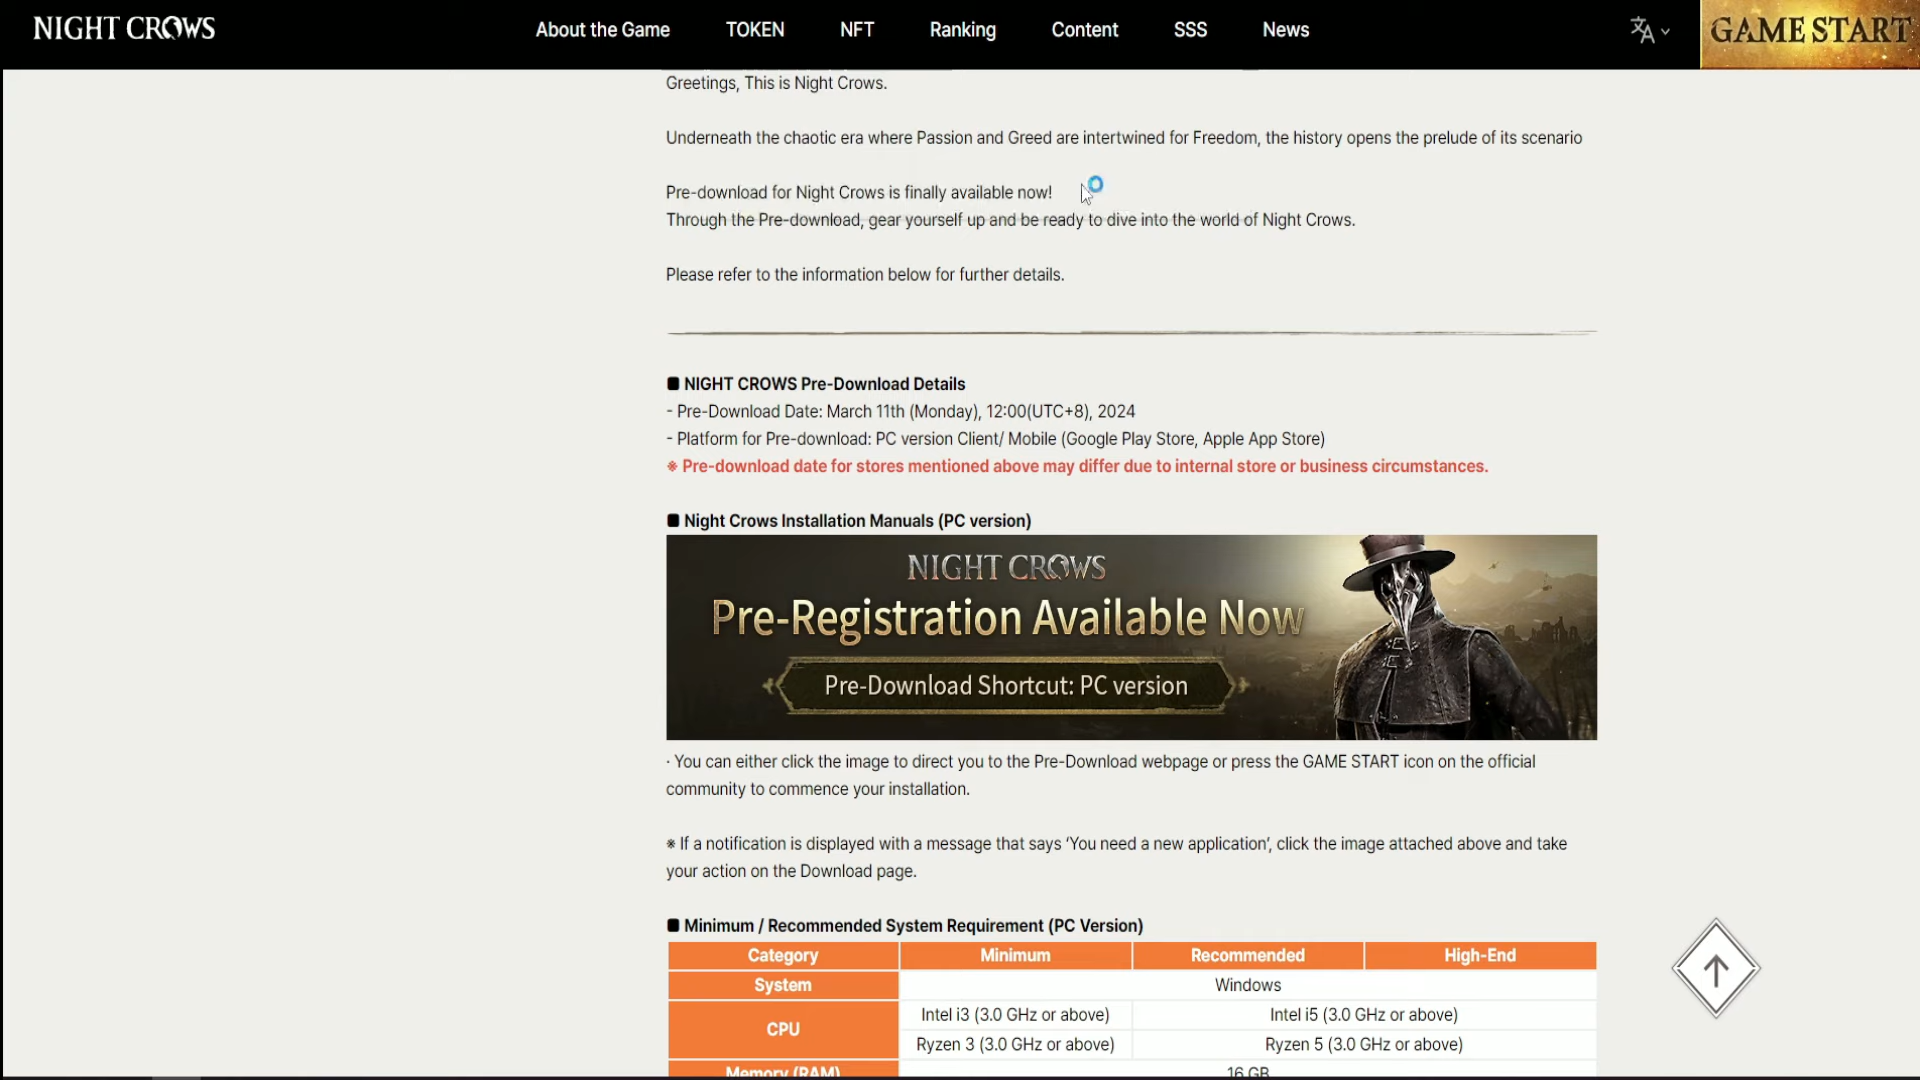 NIGHT CROWS
About the Game TOKEN NFT Ranking Content SSS News
GAME START
Greetings, This is Night Crows.
Underneath the chaotic era where Passion and Greed are intertwined for Freedom, the history opens the prelude of its scenario
Pre-download for Night Crows is finally available now!
Through the Pre-download, gear yourself up and be ready to dive into the world of Night Crows.
Please refer to the information below for further details.
■ NIGHT CROWS Pre-Download Details
- Pre-Download Date: March 11th (Monday), 12:00(UTC+8), 2024
- Platform for Pre-download: PC version Client/ Mobile (Google Play Store, Apple App Store)
※ Pre-download date for stores mentioned above may differ due to internal store or business circumstances.
■ Night Crows Installation Manuals (PC version)
NIGHT CROWS
Pre-Registration Available Now
Pre-Download Shortcut: PC version
· You can either click the image to direct you to the Pre-Download webpage or press the GAME START icon on the official
community to commence your installation.
※ If a notification is displayed with a message that says ‘You need a new application’, click the image attached above and take
your action on the Download page.
■ Minimum / Recommended System Requirement (PC Version)
Category Minimum Recommended High-End
System Windows
CPU Intel i3 (3.0 GHz or above) Intel i5 (3.0 GHz or above)
Ryzen 3 (3.0 GHz or above) Ryzen 5 (3.0 GHz or above)
Memory (RAM) 16 GB